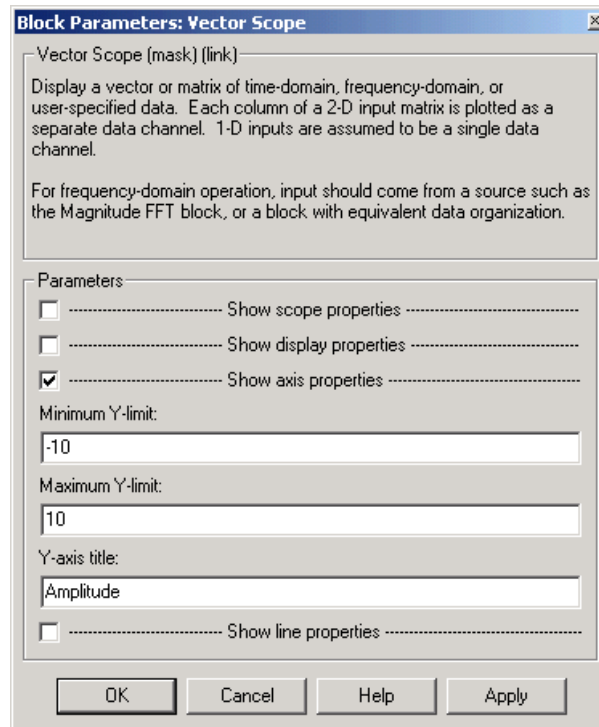 Block Parameters: Vector Scope
Vector Scope (mask) (link)
Display a vector or matrix of time-domain, frequency-domain, or
user-specified data.  Each column of a 2-D input matrix is plotted as a
separate data channel.  1-D inputs are assumed to be a single data
channel.
For frequency-domain operation, input should come from a source such as
the Magnitude FFT block, or a block with equivalent data organization.
Parameters
---------------------------- Show scope properties --------------------------------
---------------------------- Show display properties --------------------------------
---------------------------- Show axis properties ------------------------------------
Minimum Y-limit:
-10
Maximum Y-limit:
10
Y-axis title:
Amplitude
---------------------------- Show line properties ------------------------------------
OK Cancel Help Apply